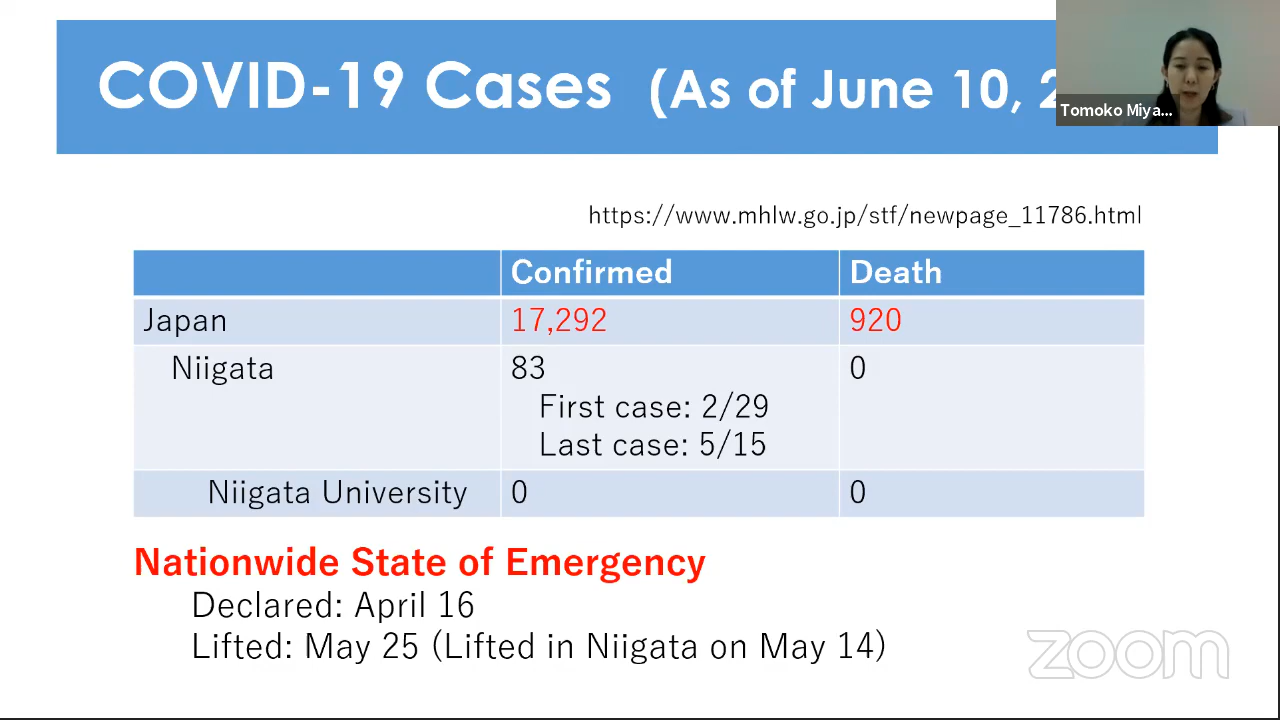 COVID-19 Cases (As of June 10,
Tomoko Miya...
https://www.mhlw.go.jp/stf/newpage_11786.html
Confirmed Death
Japan 17,292 920
Niigata 83 0
First case: 2/29
Last case: 5/15
Niigata University 0 0
Nationwide State of Emergency
Declared: April 16
Lifted: May 25 (Lifted in Niigata on May 14)
zoom